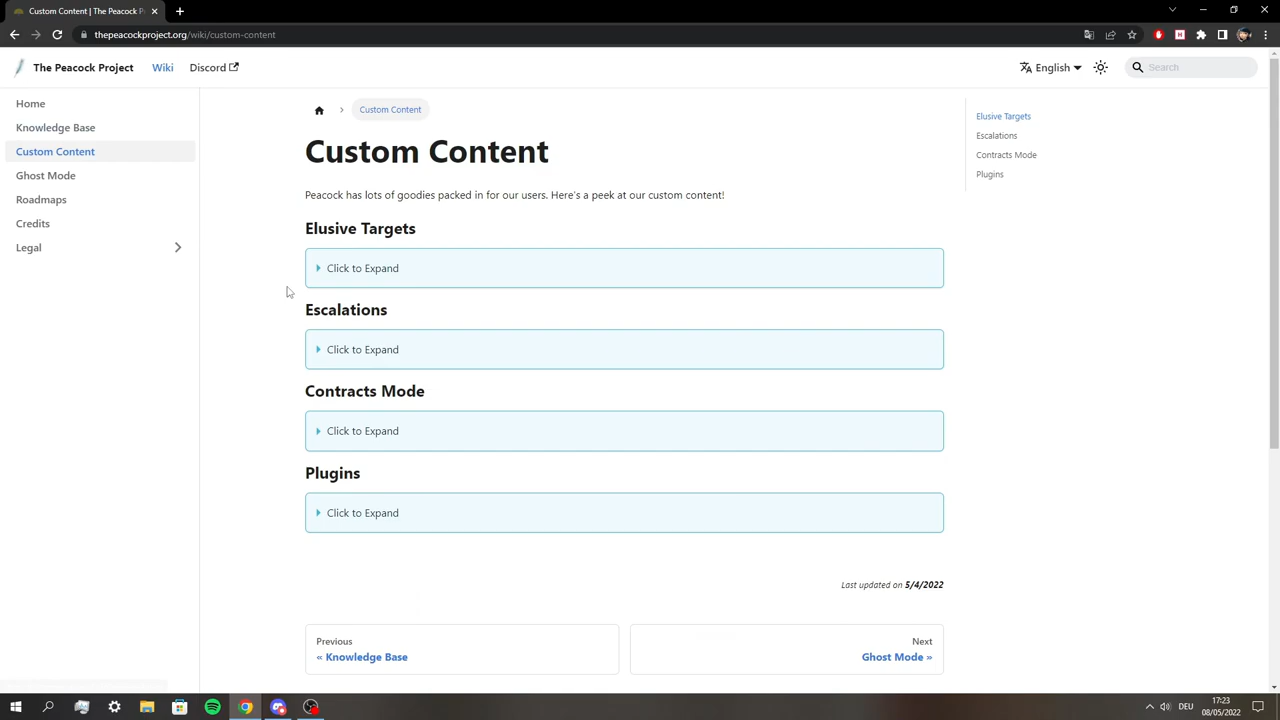 Custom Content | The Peacock Pr
thepeacockproject.org/wiki/custom-content
The Peacock Project
Wiki
Discord
English
Search
Home
Knowledge Base
Custom Content
Ghost Mode
Roadmaps
Credits
Legal
Custom Content
Custom Content
Peacock has lots of goodies packed in for our users. Here's a peek at our custom content!
Elusive Targets
Click to Expand
Escalations
Click to Expand
Contracts Mode
Click to Expand
Plugins
Click to Expand
Last updated on 5/4/2022
Previous
« Knowledge Base
Next
Ghost Mode »
Elusive Targets
Escalations
Contracts Mode
Plugins
DEU
17:23
08/05/2022